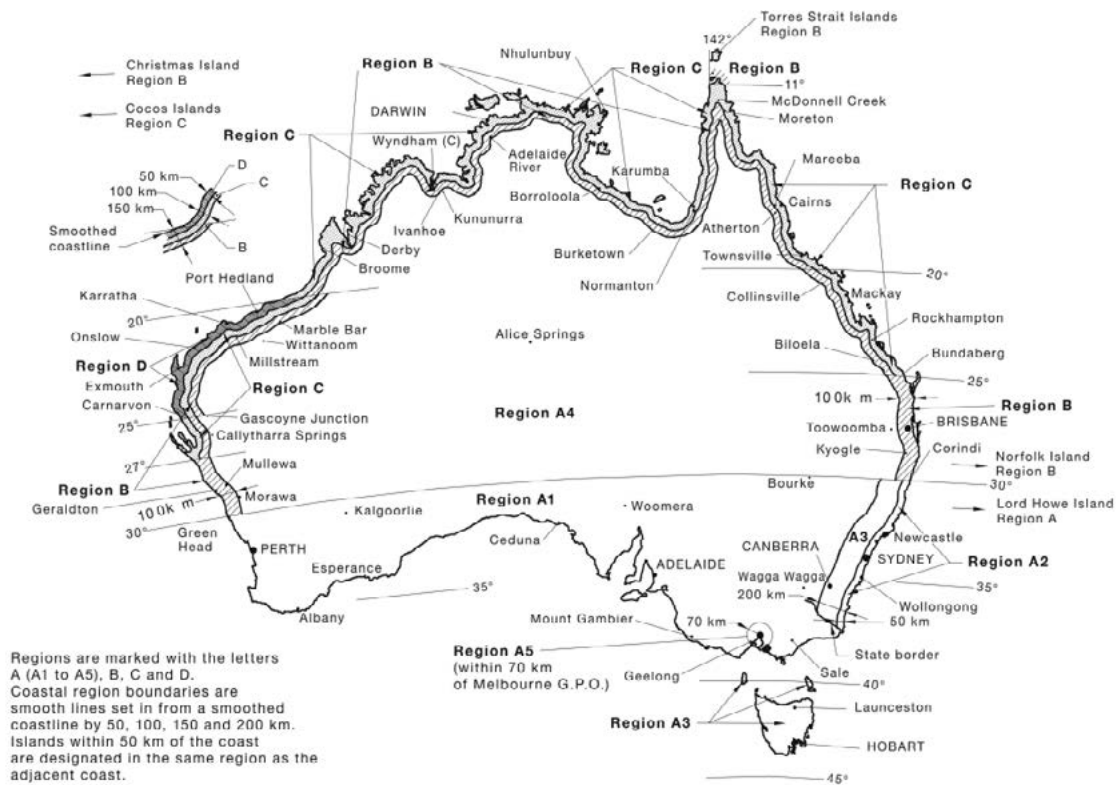 Torres Strait Islands
Region B
142°
Nhulunbuy
Christmas Island
Region B
Region B
Region C
Region B
11°
Cocos Islands
Region C
DARWIN
McDonnell Creek
Moreton
Region C
Wyndham (C)
Adelaide
River
Mareeba
D
50 km
C
100 km
150 km
Karumba
Region C
Borroloola
Cairns
Smoothed
coastline
Ivanhoe
Kununurra
Atherton
B
Derby
Burketown
Townsville
Broome
Port Hedland
20°
Normanton
Collinsville
Mackay
Karratha
20°
Marble Bar
Wittanoom
Alice Springs
Rockhampton
Onslow
Millstream
Biloela
Region D
Bundaberg
Exmouth
Region C
25°
100k m
Carnarvon
Gascoyne Junction
Region A4
Region B
25°
Callytharra Springs
Toowoomba
BRISBANE
Kyogle
Corindi
27°
Mullewa
Norfolk Island
Region B
Region B
100k m
Morawa
Region A1
Bourke
30°
Geraldton
30°
Kalgoorlie
Woomera
Lord Howe Island
Region A
Green
Head
Ceduna
A3
Newcastle
PERTH
CANBERRA
SYDNEY
Esperance
ADELAIDE
Region A2
Wagga Wagga
35°
35°
200 km
Wollongong
Albany
Mount Gambier
70 km
50 km
Region A5
(within 70 km
of Melbourne G.P.O.)
State border
Geelong
Sale
40°
Launceston
Region A3
HOBART
45°
Regions are marked with the letters
A (A1 to A5), B, C and D.
Coastal region boundaries are
smooth lines set in from a smoothed
coastline by 50, 100, 150 and 200 km.
Islands within 50 km of the coast
are designated in the same region as the
adjacent coast.